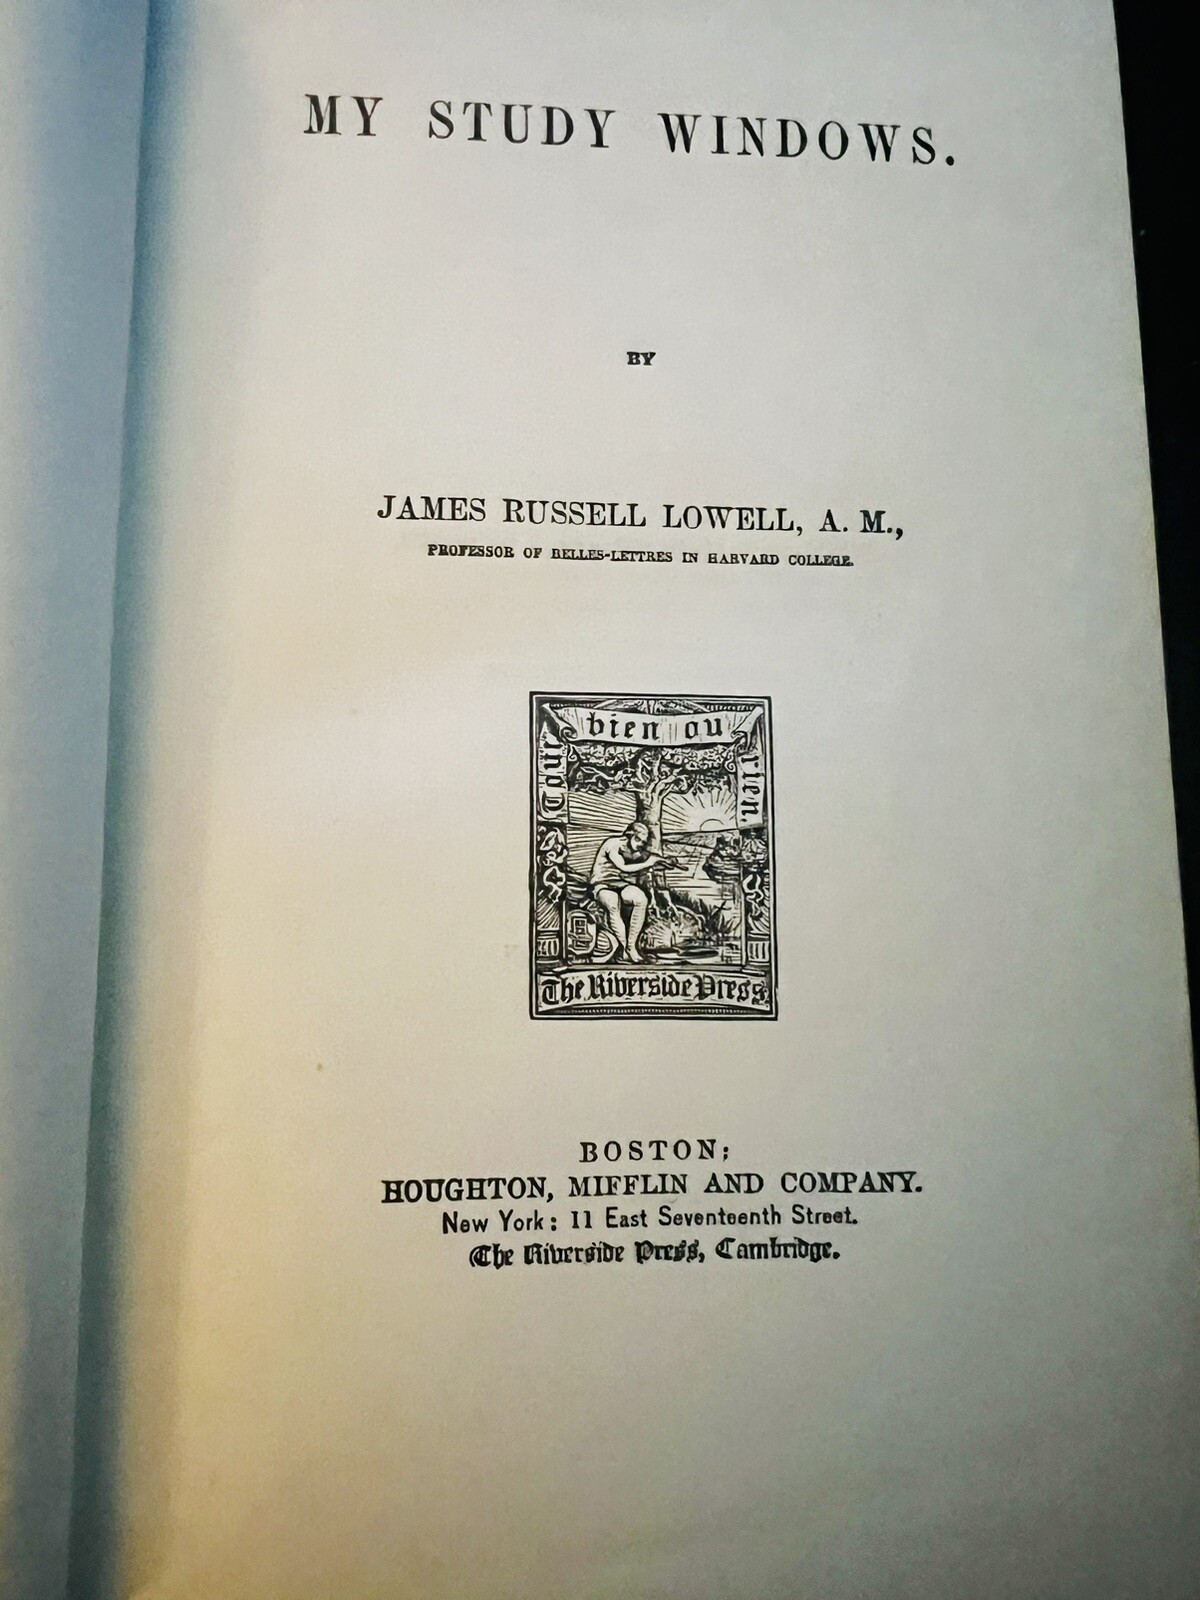 MY STUDY WINDOWS.
BY
JAMES RUSSELL LOWELL, A. M.,
PROFESSOR OF BELLES-LETTRES IN HARVARD COLLEGE.
Tout bien ou rien.
The Riverside Press
BOSTON:
HOUGHTON, MIFFLIN AND COMPANY.
New York: 11 East Seventeenth Street.
The Riverside Press, Cambridge.